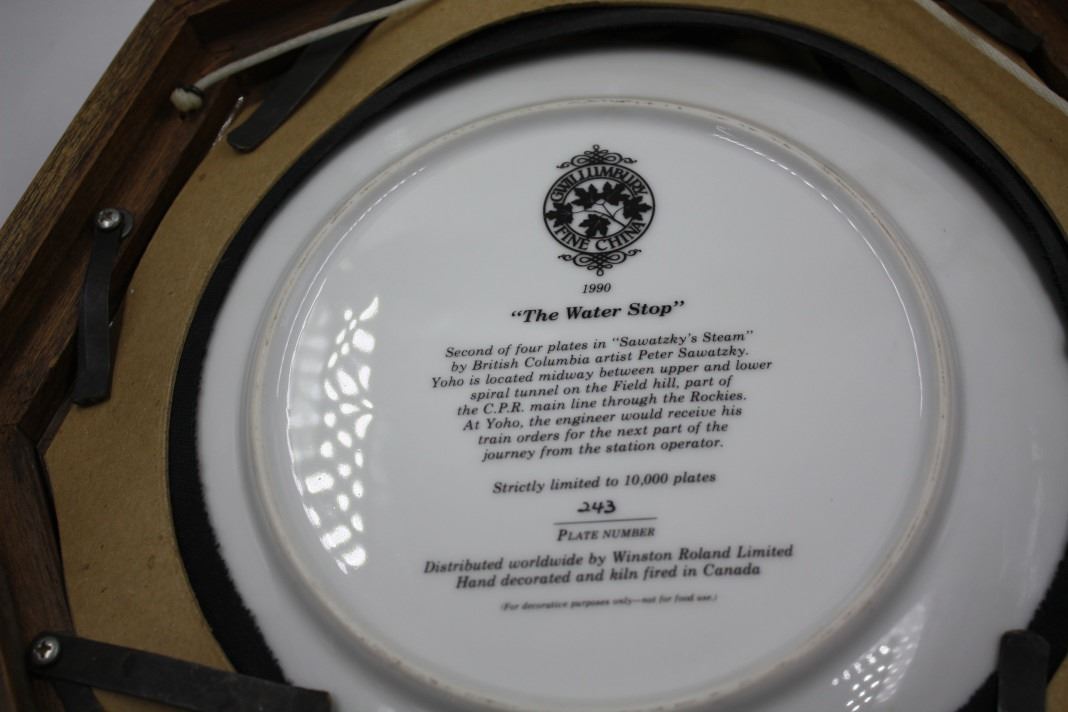 GWILLIMBURY
FINE CHINA
1990
"The Water Stop"
Second of four plates in "Sawatzky's Steam"
by British Columbia artist Peter Sawatzky.
Yoho is located midway between upper and lower
spiral tunnel on the Field hill, part of
the C.P.R. main line through the Rockies.
At Yoho, the engineer would receive his
train orders for the next part of the
journey from the station operator.
Strictly limited to 10,000 plates
243
PLATE NUMBER
Distributed worldwide by Winston Roland Limited
Hand decorated and kiln fired in Canada
(For decorative purposes only—not for food use.)